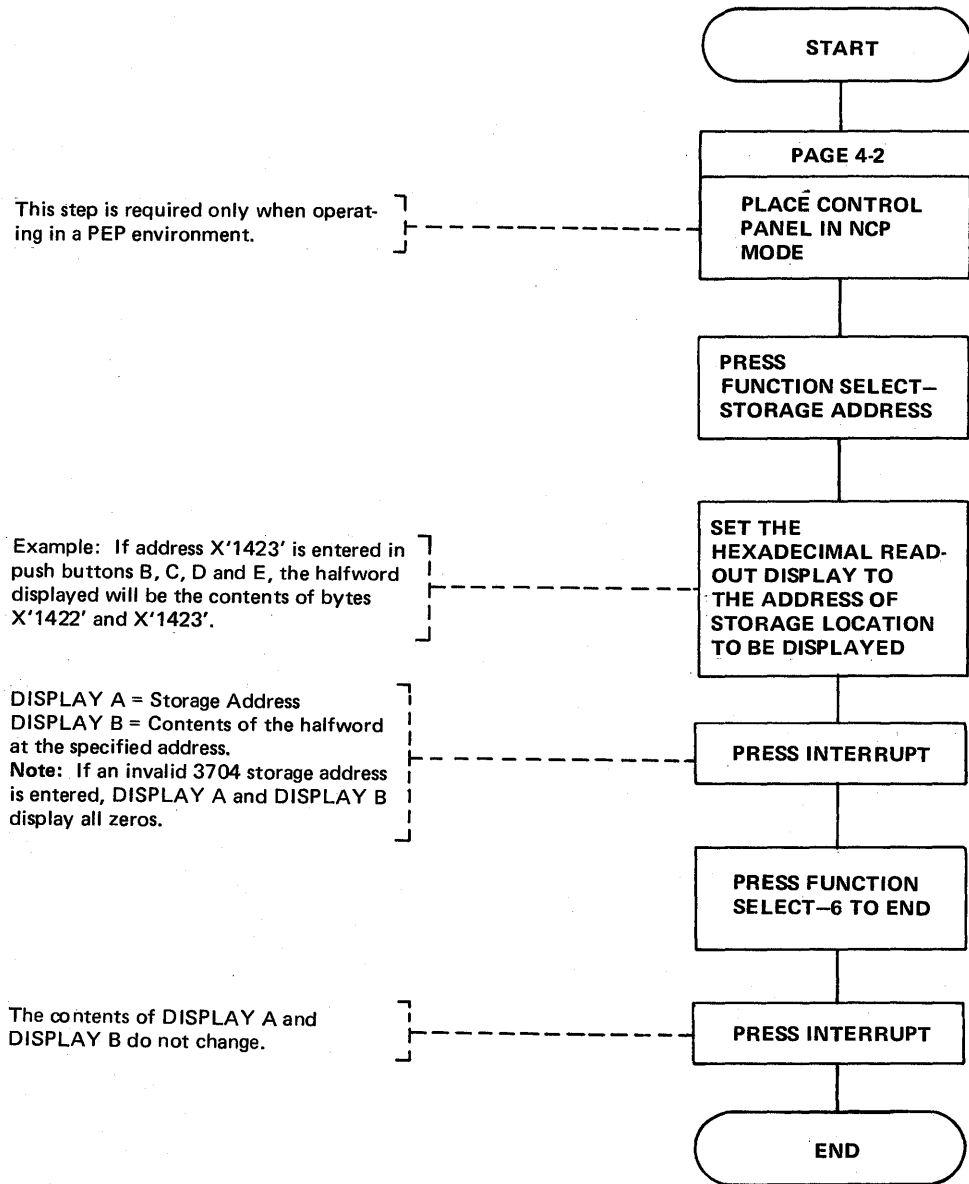 START
PAGE 4-2
This step is required only when operat-
ing in a PEP environment.
PLACE CONTROL
PANEL IN NCP
MODE
PRESS
FUNCTION SELECT—
STORAGE ADDRESS
Example: If address X'1423' is entered in
push buttons B, C, D and E, the halfword
displayed will be the contents of bytes
X'1422' and X'1423'.
SET THE
HEXADECIMAL READ-
OUT DISPLAY TO
THE ADDRESS OF
STORAGE LOCATION
TO BE DISPLAYED
DISPLAY A = Storage Address
DISPLAY B = Contents of the halfword
at the specified address.
Note: If an invalid 3704 storage address
is entered, DISPLAY A and DISPLAY B
display all zeros.
PRESS INTERRUPT
PRESS FUNCTION
SELECT—6 TO END
The contents of DISPLAY A and
DISPLAY B do not change.
PRESS INTERRUPT
END